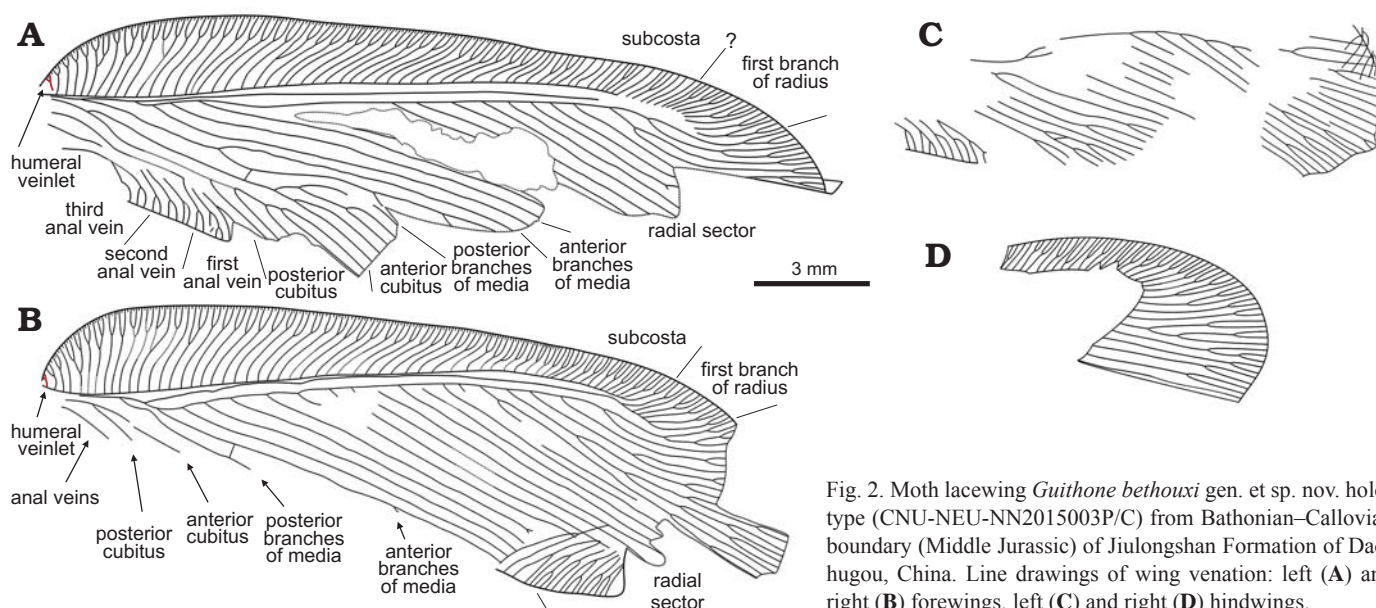 A
subcosta
?
first branch
of radius
humeral
veinlet
third
anal vein
second
anal vein
first
anal vein
posterior
cubitus
anterior
cubitus
posterior
branches
of media
anterior
branches
of media
radial sector
3 mm
B
subcosta
first branch
of radius
humeral
veinlet
anal veins
posterior
cubitus
anterior
cubitus
posterior
branches
of media
anterior
branches
of media
radial
sector
C
D
Fig. 2. Moth lacewing Guithone bethouxi gen. et sp. nov. holo
type (CNU-NEU-NN2015003P/C) from Bathonian–Callovia
boundary (Middle Jurassic) of Jiulongshan Formation of Dao
hugou, China. Line drawings of wing venation: left (A) an
right (B) forewings, left (C) and right (D) hindwings.